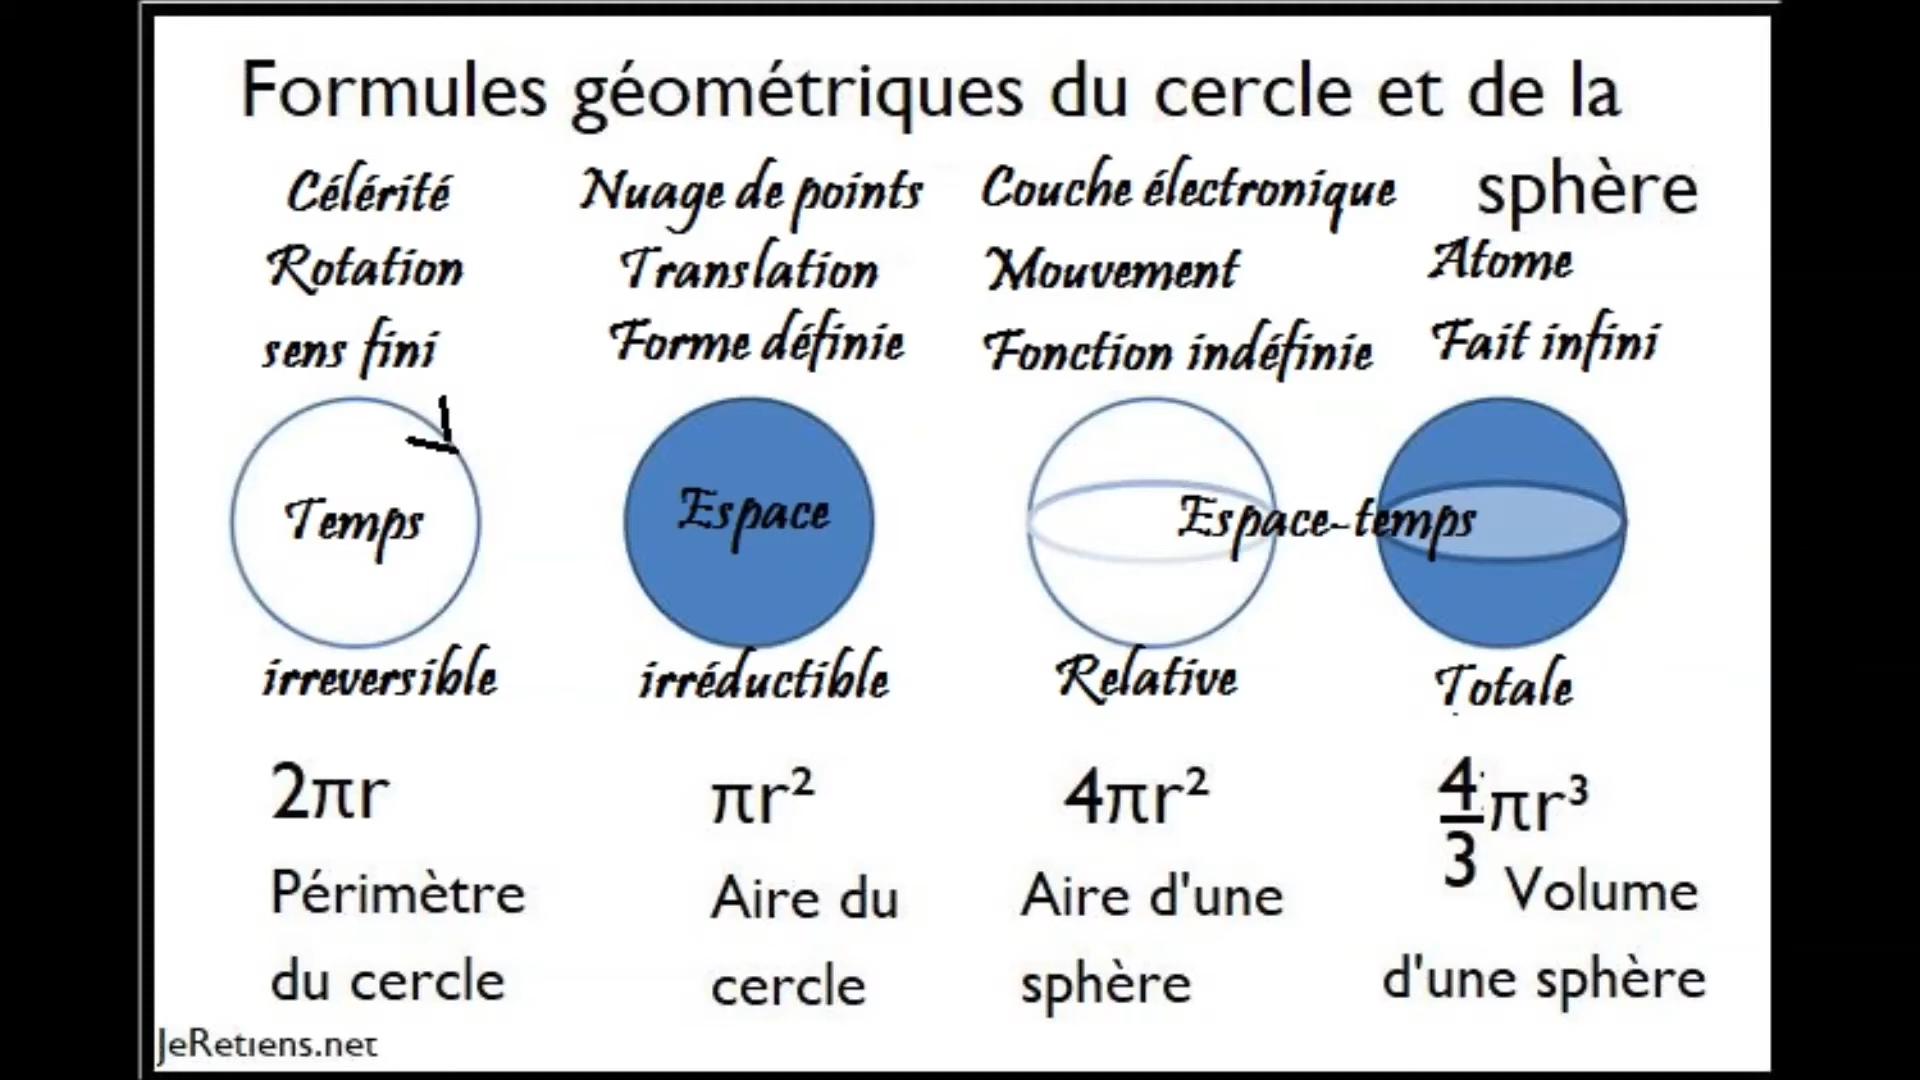 Formules géométriques du cercle et de la
sphère
Célérité
Rotation
sens fini
Temps
irreversible
2πr
Périmètre
du cercle
Nuage de points
Translation
Forme définie
Espace
irréductible
πr²
Aire du
cercle
Couche électronique
Mouvement
Fonction indéfinie
Espace-temps
Relative
4πr²
Aire d'une
sphère
Atome
Fait infini
Totale
4/3 πr³
Volume
d'une sphère
JeRetiens.net